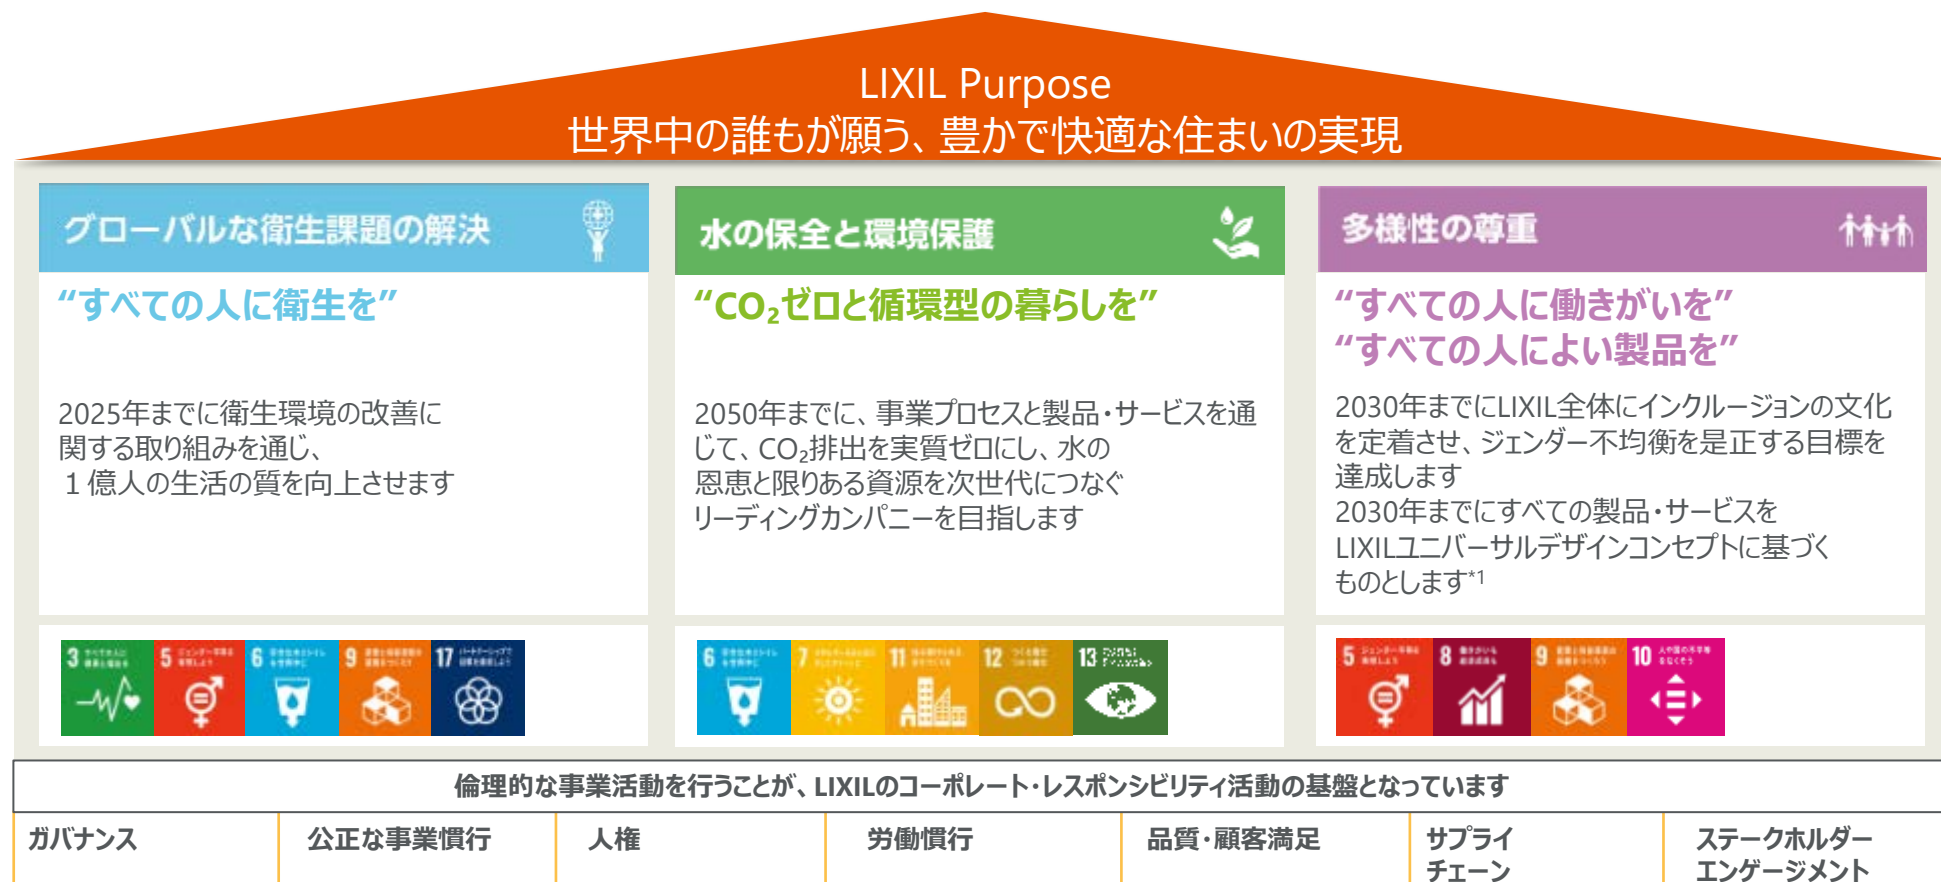 LIXIL Purpose
世界中の誰もが願う、豊かで快適な住まいの実現
グローバルな衛生課題の解決
“すべての人に衛生を”
2025年までに衛生環境の改善に
関する取り組みを通じ、
1億人の生活の質を向上させます
3
5
6
9
17
水の保全と環境保護
“CO₂ゼロと循環型の暮らしを”
2050年までに、事業プロセスと製品・サービスを通
じて、CO₂排出を実質ゼロにし、水の
恩恵と限りある資源を次世代につなぐ
リーディングカンパニーを目指します
6
7
11
12
13
多様性の尊重
“すべての人に働きがいを”
“すべての人によい製品を”
2030年までにLIXIL全体にインクルージョンの文化
を定着させ、ジェンダー不均衡を是正する目標を
達成します
2030年までにすべての製品・サービスを
LIXILユニバーサルデザインコンセプトに基づく
ものとします*1
5
8
9
10
倫理的な事業活動を行うことが、LIXILのコーポレート・レスポンシビリティ活動の基盤となっています
ガバナンス
公正な事業慣行
人権
労働慣行
品質・顧客満足
サプライ
チェーン
ステークホルダー
エンゲージメント